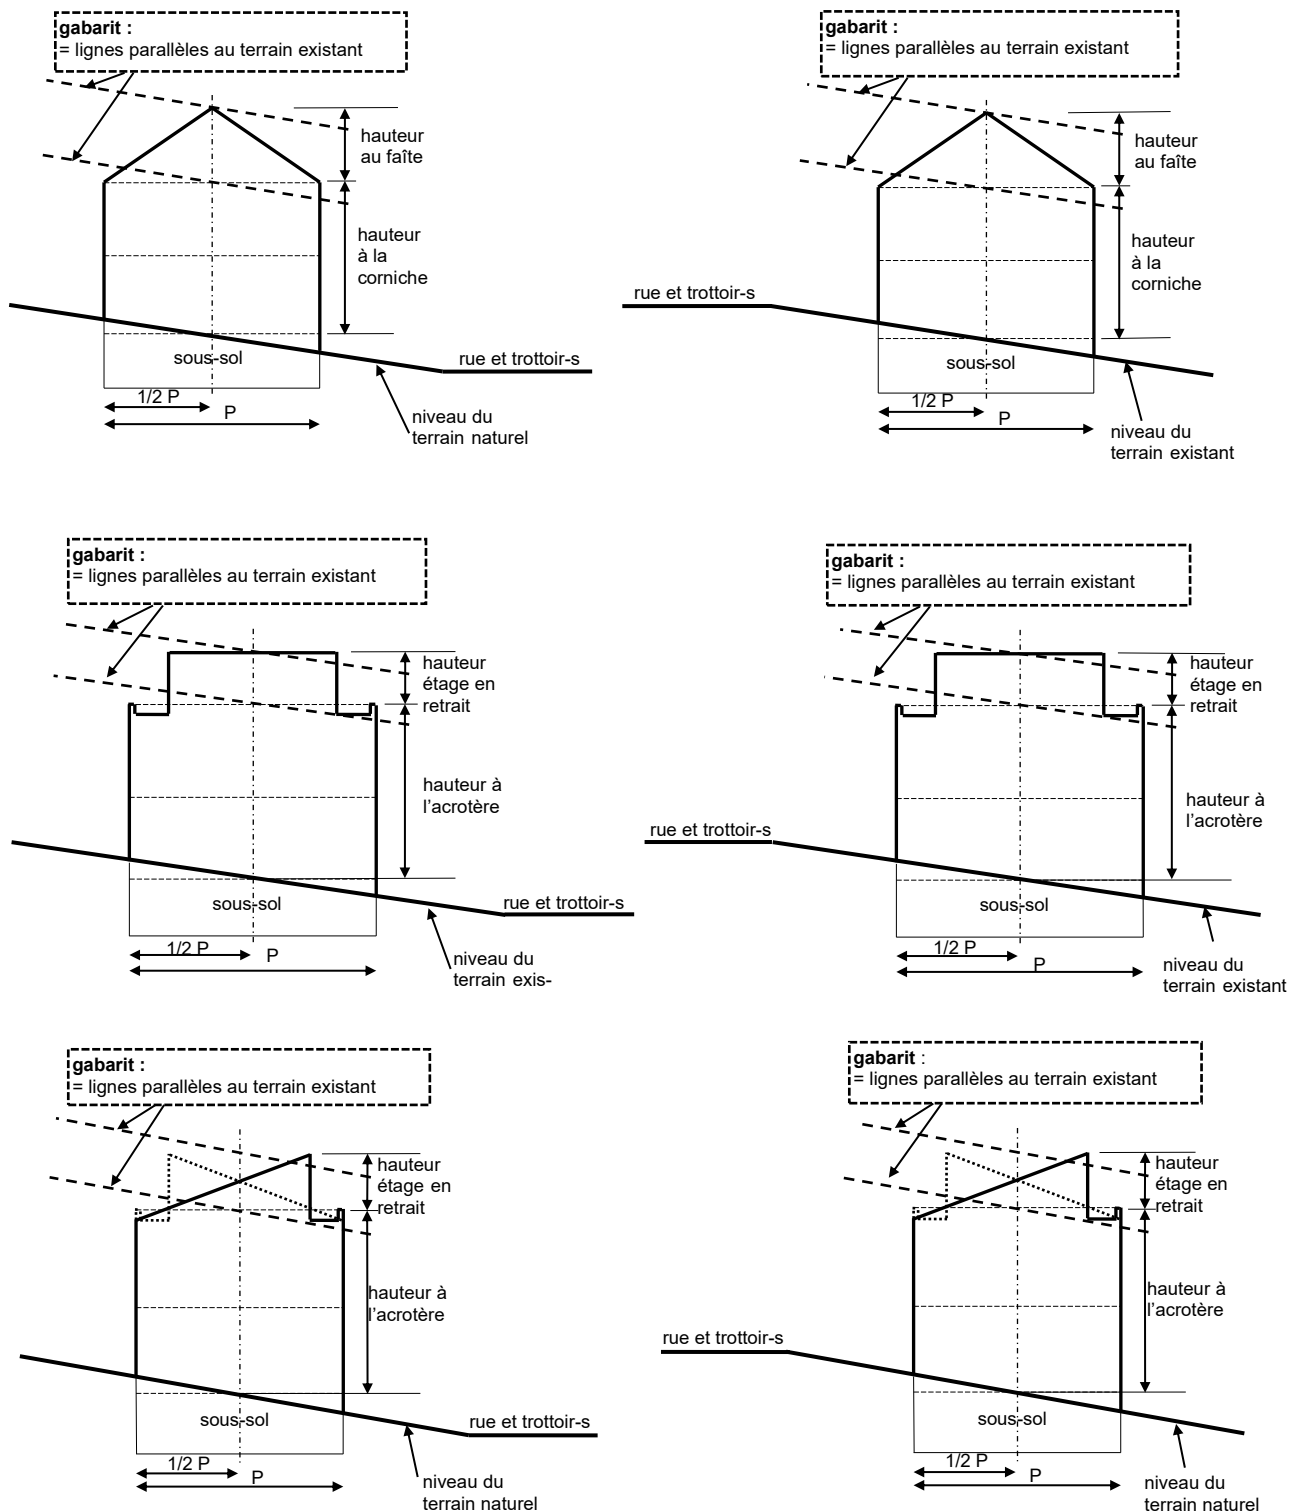 gabarit :
= lignes parallèles au terrain existant
hauteur
au faîte
hauteur
à la
corniche
sous-sol
rue et trottoir-s
1/2 P
P
niveau du
terrain naturel
gabarit :
= lignes parallèles au terrain existant
hauteur
au faîte
hauteur
à la
corniche
rue et trottoir-s
sous-sol
1/2 P
P
niveau du
terrain existant
gabarit :
= lignes parallèles au terrain existant
hauteur
étage en
retrait
hauteur à
l'acrotère
sous-sol
rue et trottoir-s
1/2 P
P
niveau du
terrain exis-
gabarit :
= lignes parallèles au terrain existant
hauteur
étage en
retrait
hauteur à
l'acrotère
rue et trottoir-s
sous-sol
1/2 P
P
niveau du
terrain existant
gabarit :
= lignes parallèles au terrain existant
hauteur
étage en
retrait
hauteur à
l'acrotère
sous-sol
rue et trottoir-s
1/2 P
P
niveau du
terrain naturel
gabarit :
= lignes parallèles au terrain existant
hauteur
étage en
retrait
hauteur à
l'acrotère
rue et trottoir-s
sous-sol
1/2 P
P
niveau du
terrain naturel